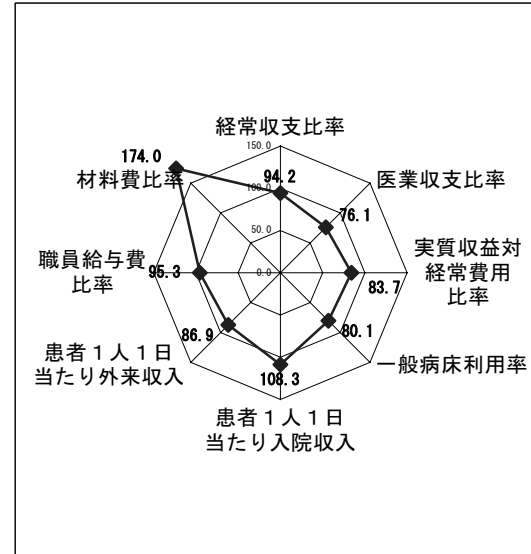 経常収支比率
150.0
174.0
材料費比率
100.0
94.2
医業収支比率
76.1
50.0
職員給与費
比率
95.3
0.0
実質収益対
経常費用
比率
83.7
86.9
80.1
患者１人１日
当たり外来収入
一般病床利用率
108.3
患者１人１日
当たり入院収入